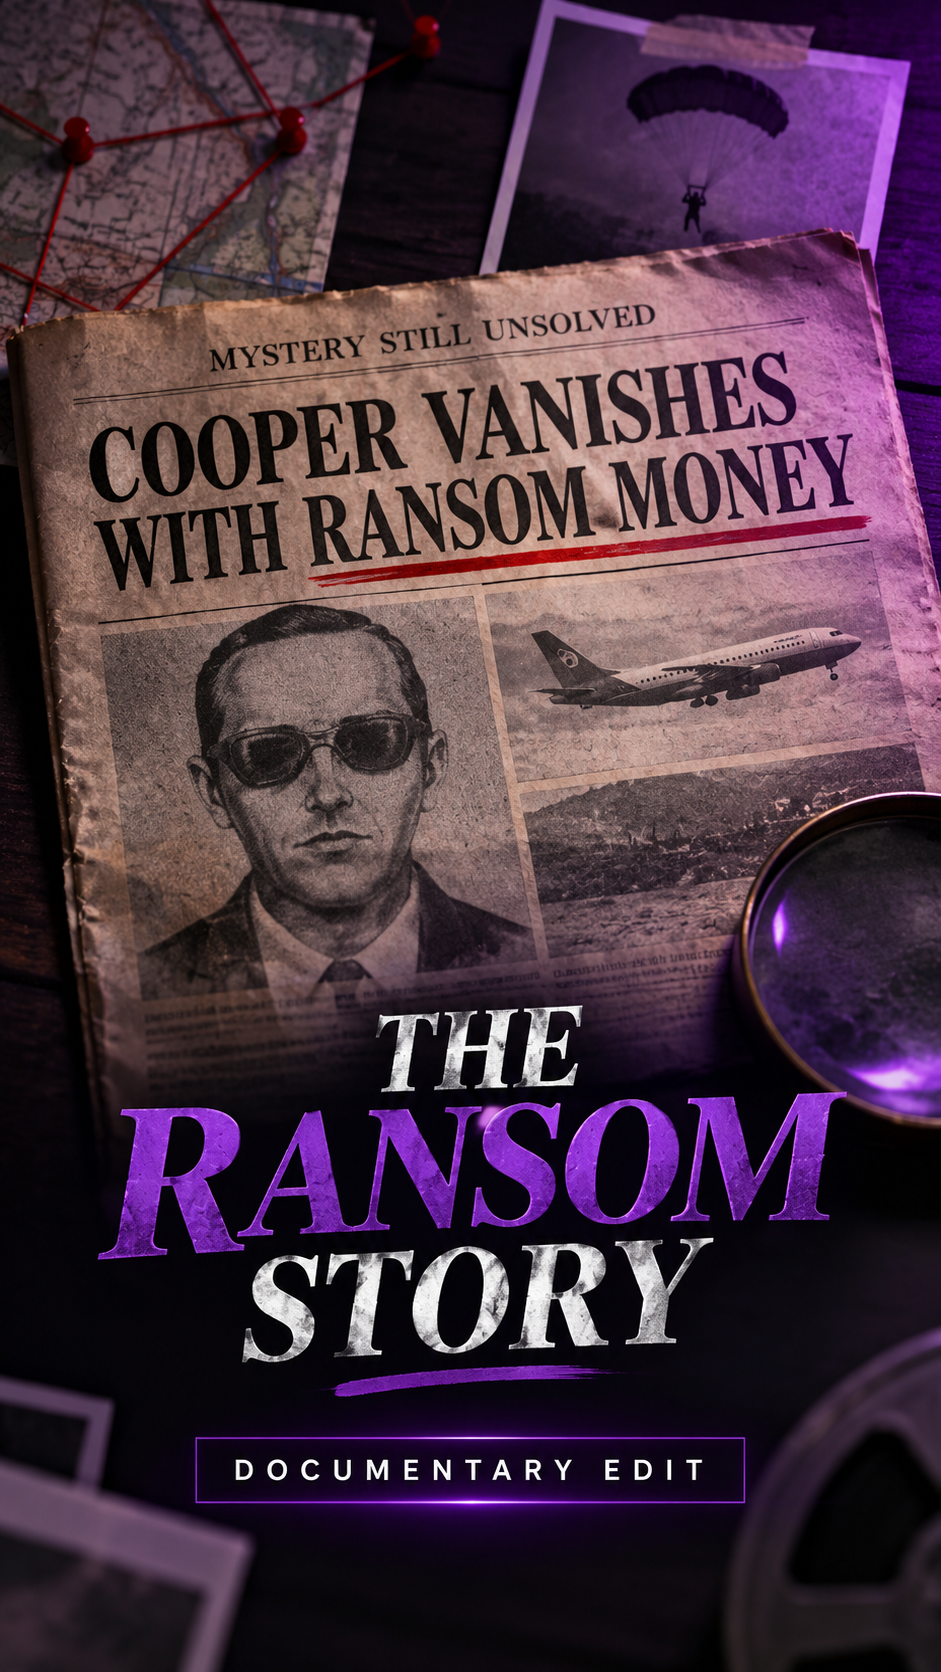 MYSTERY STILL UNSOLVED
COOPER VANISHES
WITH RANSOM MONEY
THE
RANSOM
STORY
DOCUMENTARY EDIT